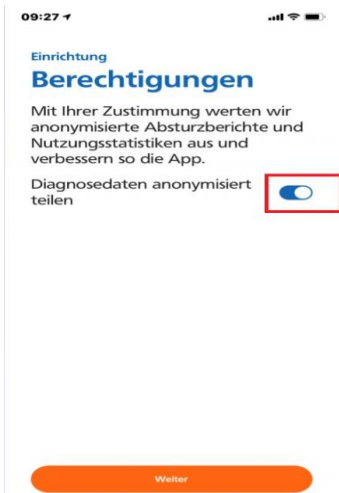 09:27
Einrichtung
Berechtigungen
Mit Ihrer Zustimmung werten wir
anonymisierte Absturzberichte und
Nutzungsstatistiken aus und
verbessern so die App.
Diagnosedaten anonymisiert
teilen
Weiter